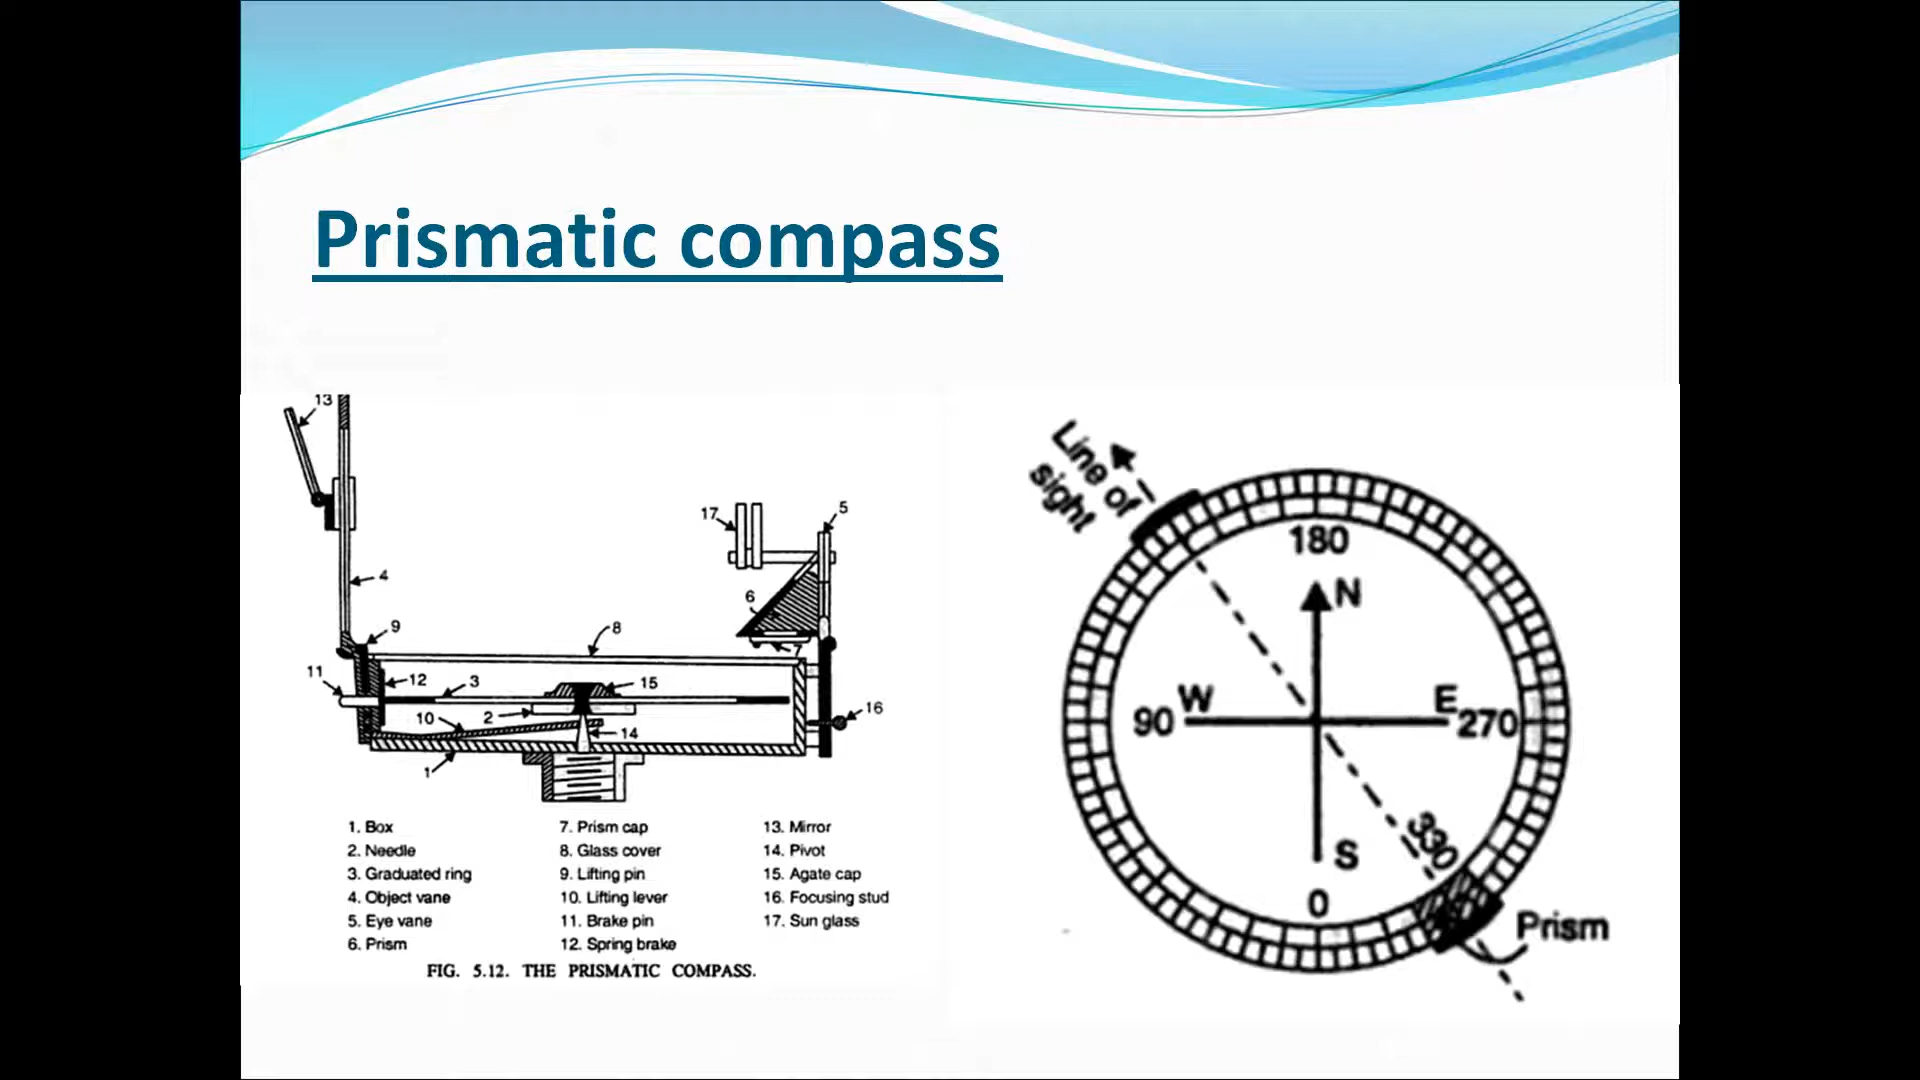 Prismatic compass
13
17
5
4
6
9
8
7
11
12
3
15
10
2
16
14
1
1. Box
2. Needle
3. Graduated ring
4. Object vane
5. Eye vane
6. Prism
7. Prism cap
8. Glass cover
9. Lifting pin
10. Lifting lever
11. Brake pin
12. Spring brake
13. Mirror
14. Pivot
15. Agate cap
16. Focusing stud
17. Sun glass
FIG. 5.12. THE PRISMATIC COMPASS.
Line of
sight
180
N
W
E
90
270
330
S
0
Prism